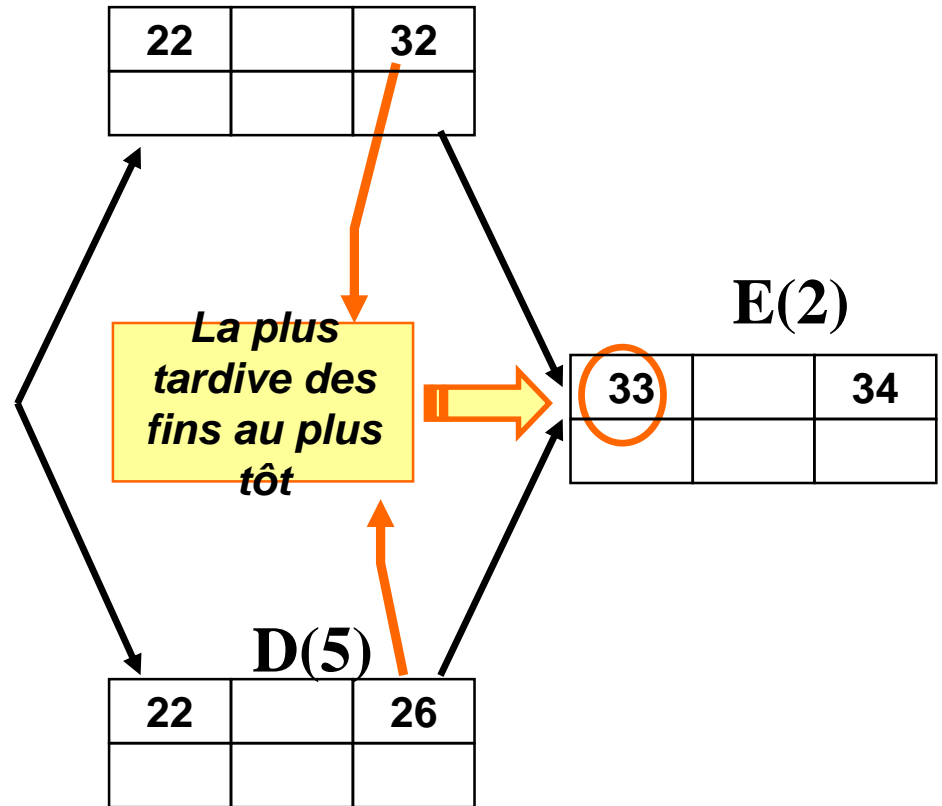 22 32
La plus
tardive des
fins au plus
tôt
E(2)
33 34
D(5)
22 26